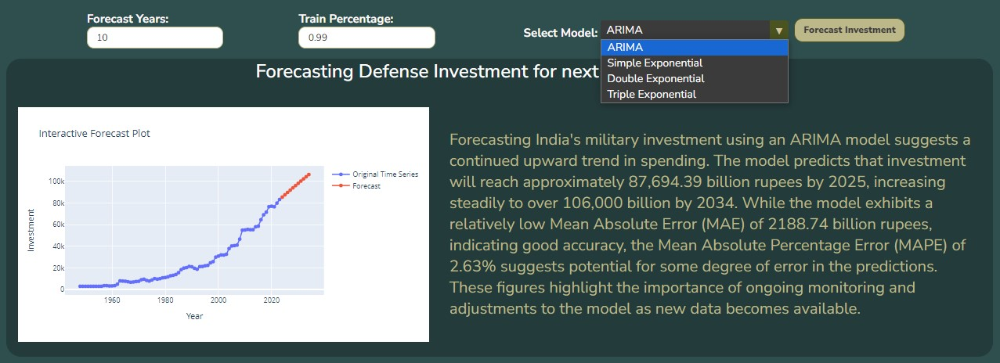 Forecast Years:
10
Train Percentage:
0.99
Select Model:
ARIMA
▼
Forecast Investment
ARIMA
Simple Exponential
Double Exponential
Triple Exponential
Forecasting Defense Investment for next
Interactive Forecast Plot
Original Time Series
Forecast
100k
80k
60k
40k
20k
0
Investment
1960 1980 2000 2020
Year
Forecasting India's military investment using an ARIMA model suggests a
continued upward trend in spending. The model predicts that investment
will reach approximately 87,694.39 billion rupees by 2025, increasing
steadily to over 106,000 billion by 2034. While the model exhibits a
relatively low Mean Absolute Error (MAE) of 2188.74 billion rupees,
indicating good accuracy, the Mean Absolute Percentage Error (MAPE) of
2.63% suggests potential for some degree of error in the predictions.
These figures highlight the importance of ongoing monitoring and
adjustments to the model as new data becomes available.